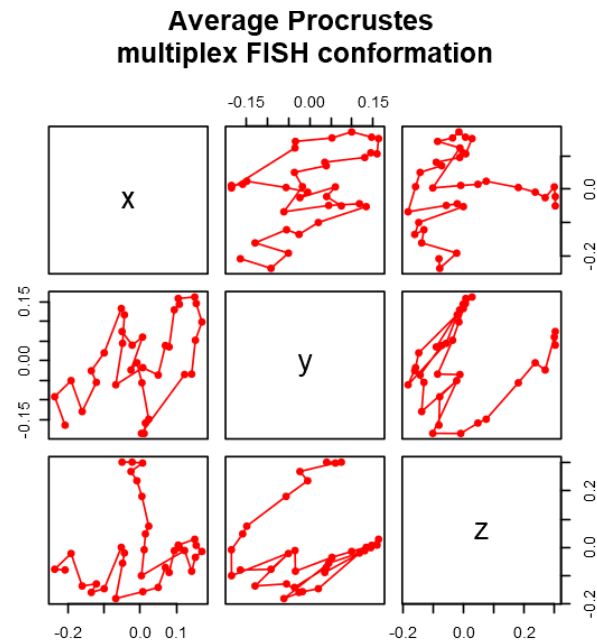 Average Procrustes
multiplex FISH conformation
-0.15 0.00 0.15
x
0.0
-0.2
0.15
0.00
-0.15
y
z
0.2
0.0
-0.2
-0.2 0.0 0.1
-0.2 0.0 0.2